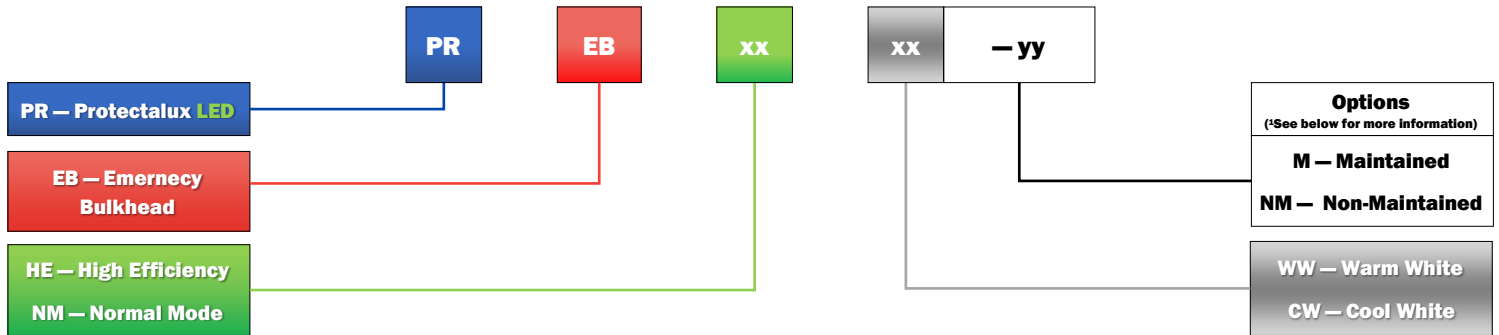 PR EB xx xx — yy
PR — Protectalux LED
EB — Emernecy
Bulkhead
HE — High Efficiency
NM — Normal Mode
Options
(¹See below for more information)
M — Maintained
NM — Non-Maintained
WW — Warm White
CW — Cool White